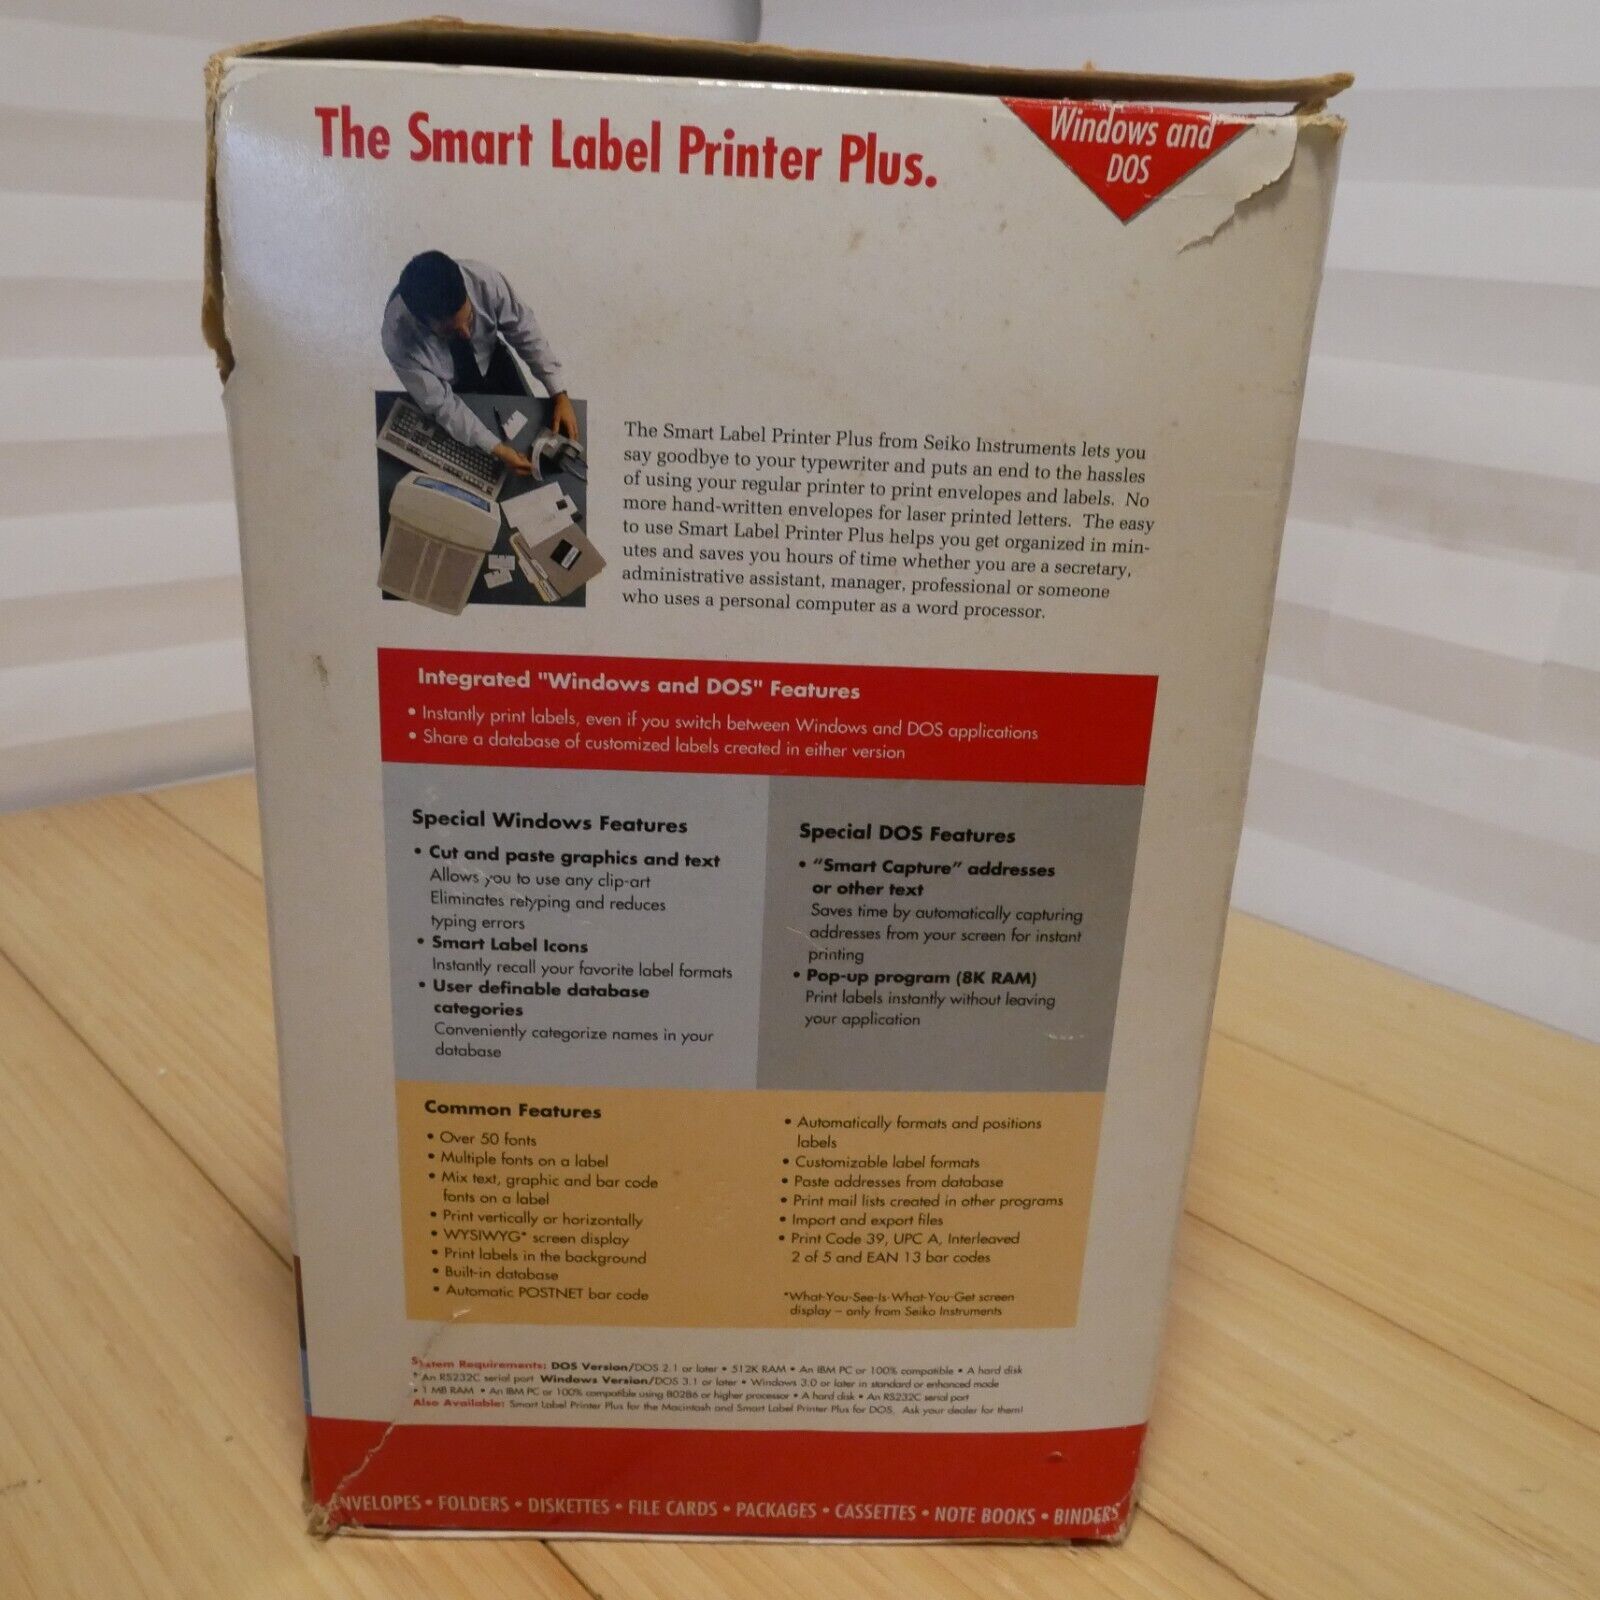 The Smart Label Printer Plus.
Windows and
DOS
The Smart Label Printer Plus from Seiko Instruments lets you
say goodbye to your typewriter and puts an end to the hassles
of using your regular printer to print envelopes and labels. No
more hand-written envelopes for laser printed letters. The easy
to use Smart Label Printer Plus helps you get organized in min-
utes and saves you hours of time whether you are a secretary,
administrative assistant, manager, professional or someone
who uses a personal computer as a word processor.
Integrated "Windows and DOS" Features
• Instantly print labels, even if you switch between Windows and DOS applications
• Share a database of customized labels created in either version
Special Windows Features
• Cut and paste graphics and text
Allows you to use any clip-art
Eliminates retyping and reduces
typing errors
• Smart Label Icons
Instantly recall your favorite label formats
• User definable database
categories
Conveniently categorize names in your
database
Special DOS Features
• "Smart Capture" addresses
or other text
Saves time by automatically capturing
addresses from your screen for instant
printing
• Pop-up program (8K RAM)
Print labels instantly without leaving
your application
Common Features
• Over 50 fonts
• Multiple fonts on a label
• Mix text, graphic and bar code
fonts on a label
• Print vertically or horizontally
• WYSIWYG* screen display
• Print labels in the background
• Built-in database
• Automatic POSTNET bar code
• Automatically formats and positions
labels
• Customizable label formats
• Paste addresses from database
• Print mail lists created in other programs
• Import and export files
• Print Code 39, UPC A, Interleaved
2 of 5 and EAN 13 bar codes
*What-You-See-Is-What-You-Get screen
display – only from Seiko Instruments
System Requirements: DOS Version/DOS 2.1 or later • 512K RAM • An IBM PC or 100% compatible • A hard disk
• An RS232C serial port Windows Version/DOS 3.1 or later • Windows 3.0 or later in standard or enhanced mode
• 1 MB RAM • An IBM PC or 100% compatible using 80286 or higher processor • A hard disk • An RS232C serial port
Also Available: Smart Label Printer Plus for the Macintosh and Smart Label Printer Plus for DOS. Ask your dealer for them!
ENVELOPES • FOLDERS • DISKETTES • FILE CARDS • PACKAGES • CASSETTES • NOTE BOOKS • BINDERS